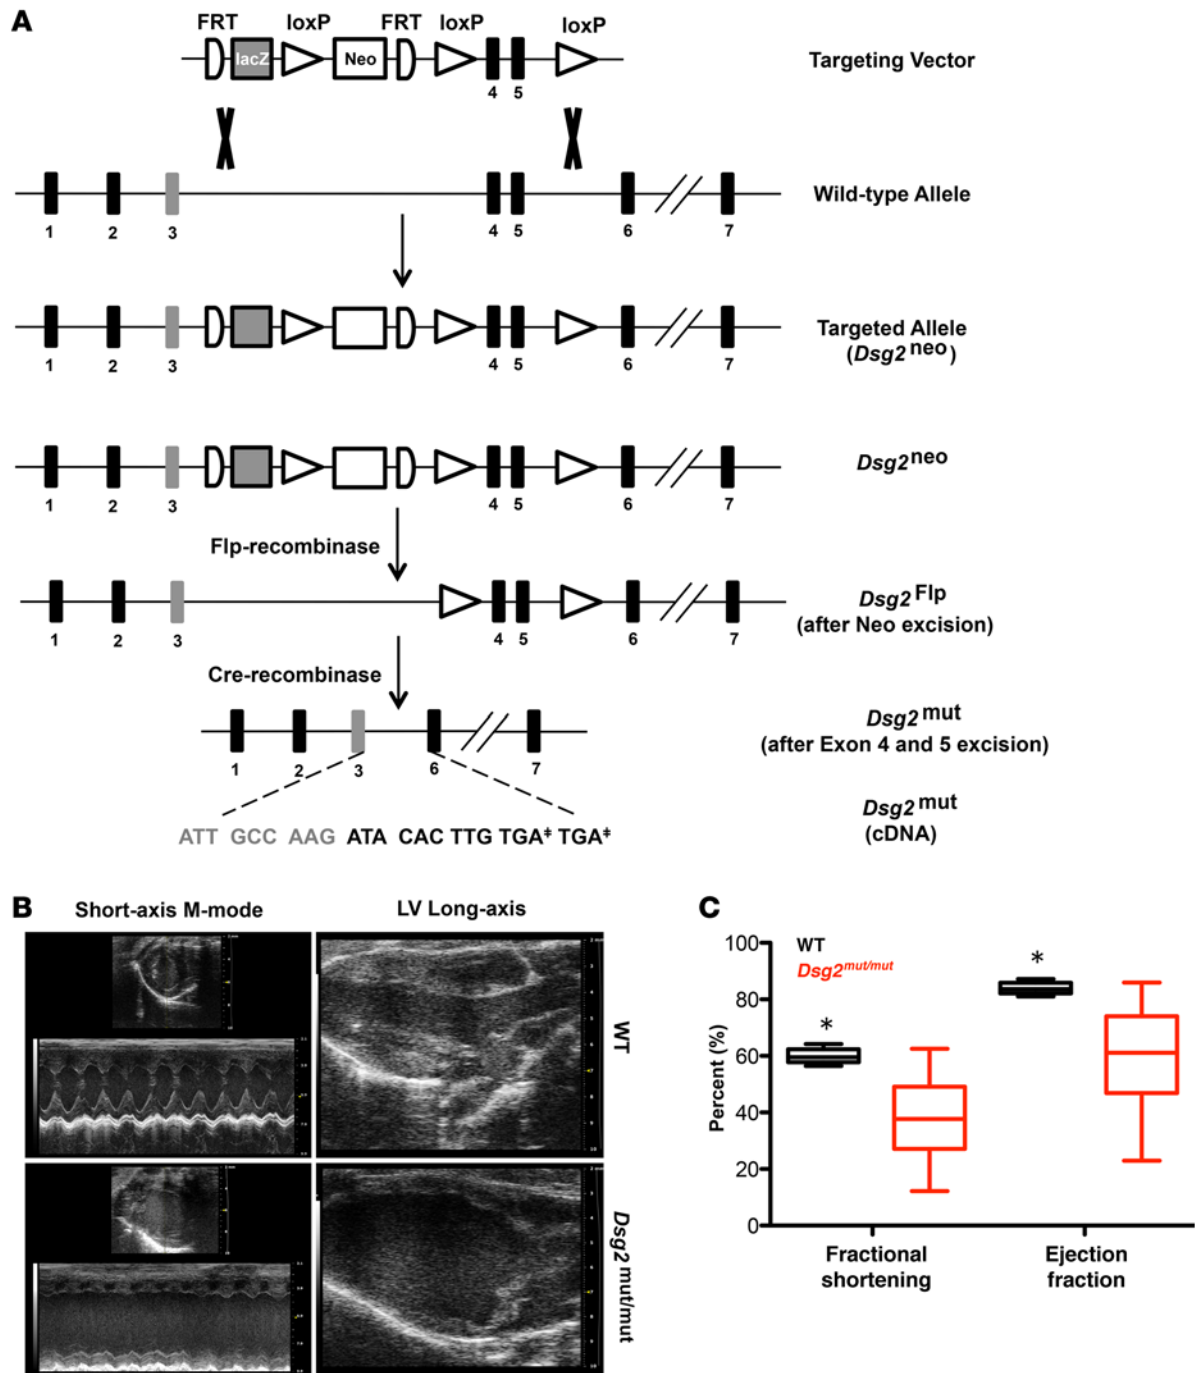 A
FRT loxP FRT loxP loxP
lacZ Neo
4 5
Targeting Vector
Wild-type Allele
1 2 3 4 5 6 7
Targeted Allele
(Dsg2 neo)
1 2 3 4 5 6 7
Dsg2 neo
1 2 3 4 5 6 7
Flp-recombinase
Dsg2 Flp
(after Neo excision)
1 2 3 4 5 6 7
Cre-recombinase
Dsg2 mut
(after Exon 4 and 5 excision)
1 2 3 6 7
Dsg2 mut
(cDNA)
ATT GCC AAG ATA CAC TTG TGA‡ TGA‡
B
Short-axis M-mode LV Long-axis
WT
Dsg2 mut/mut
C
WT
Dsg2 mut/mut
Percent (%)
100
80
60
40
20
0
* *
Fractional shortening
Ejection fraction